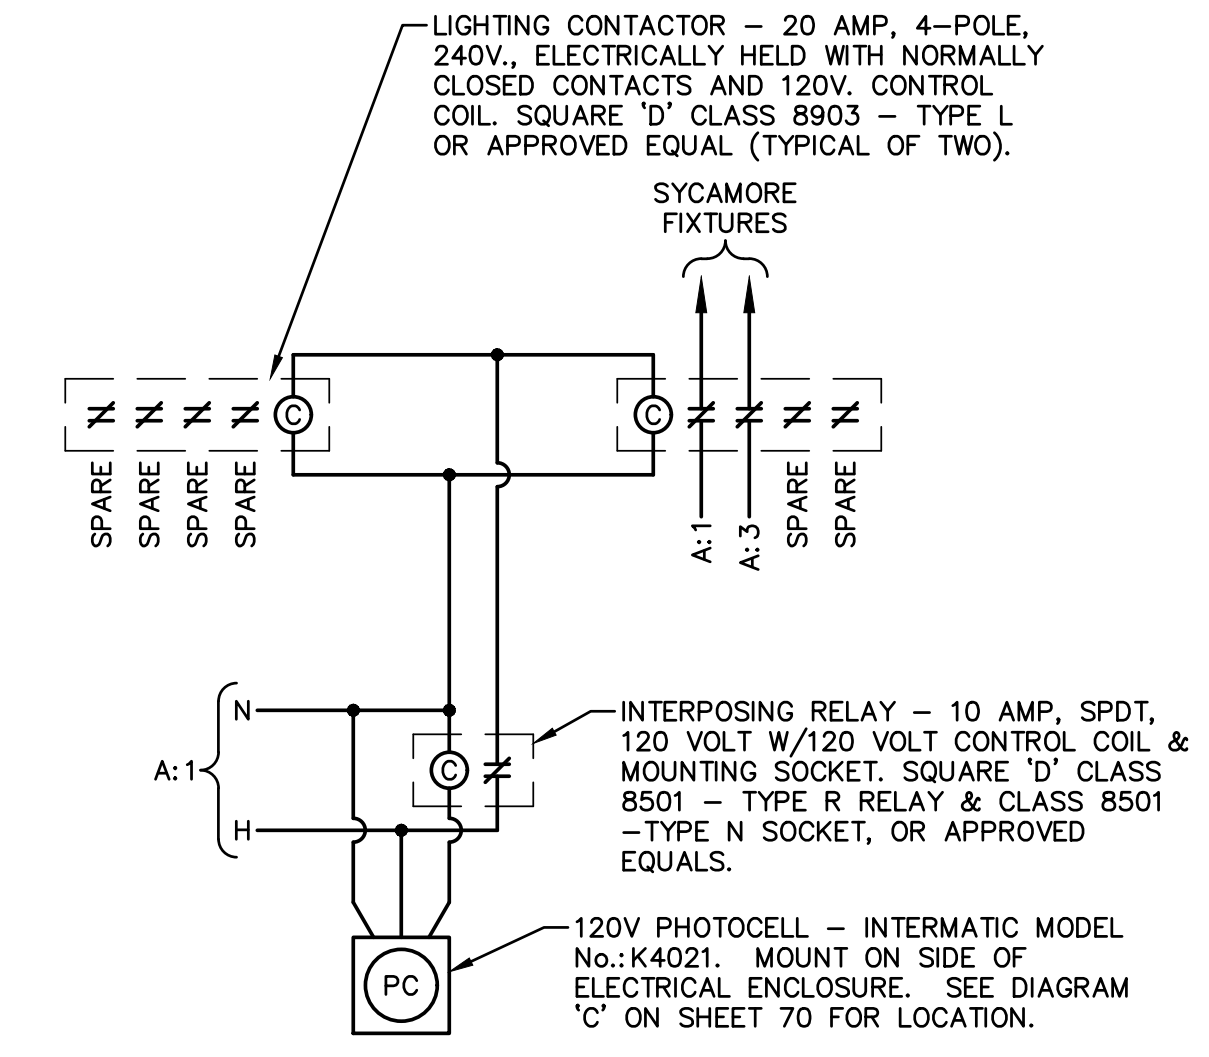 LIGHTING CONTACTOR – 20 AMP, 4–POLE,
240V., ELECTRICALLY HELD WITH NORMALLY
CLOSED CONTACTS AND 120V. CONTROL
COIL. SQUARE 'D' CLASS 8903 – TYPE L
OR APPROVED EQUAL (TYPICAL OF TWO).
SYCAMORE
FIXTURES
C
C
SPARE
SPARE
SPARE
SPARE
A:1
A:3
SPARE
SPARE
N
A:1
H
C
INTERPOSING RELAY – 10 AMP, SPDT,
120 VOLT W/120 VOLT CONTROL COIL &
MOUNTING SOCKET. SQUARE 'D' CLASS
8501 – TYPE R RELAY & CLASS 8501
–TYPE N SOCKET, OR APPROVED
EQUALS.
PC
120V PHOTOCELL – INTERMATIC MODEL
No.:K4021. MOUNT ON SIDE OF
ELECTRICAL ENCLOSURE. SEE DIAGRAM
'C' ON SHEET 70 FOR LOCATION.